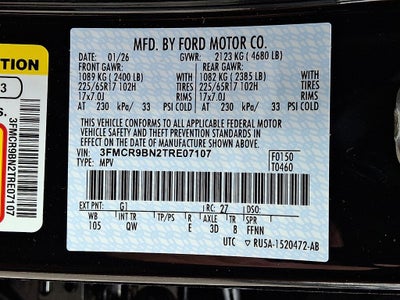 TION
3
s.
3FMCR9BN2TRE07107
MFD. BY FORD MOTOR CO.
DATE: 01/26 GVWR: 2123 KG ( 4680 LB)
FRONT GAWR: REAR GAWR:
1089 KG ( 2400 LB) 1082 KG ( 2385 LB)
225/65R17 102H 225/65R17 102H
17x7.0J RIMS 17x7.0J RIMS
AT 230 kPa/ 33 PSI COLD AT 230 kPa/ 33 PSI COLD
THIS VEHICLE CONFORMS TO ALL APPLICABLE FEDERAL MOTOR
VEHICLE SAFETY AND THEFT PREVENTION STANDARDS IN
EFFECT ON THE DATE OF MANUFACTURE SHOWN ABOVE.
VIN: 3FMCR9BN2TRE07107 F0150
TYPE: MPV T0460
EXT PNT: G1 RC: 27 DSO:
WB INT TR TP/PS R AXLE TR SPR
105 QW E 3D 8 FFNN
UTC RU5A-1520472-AB